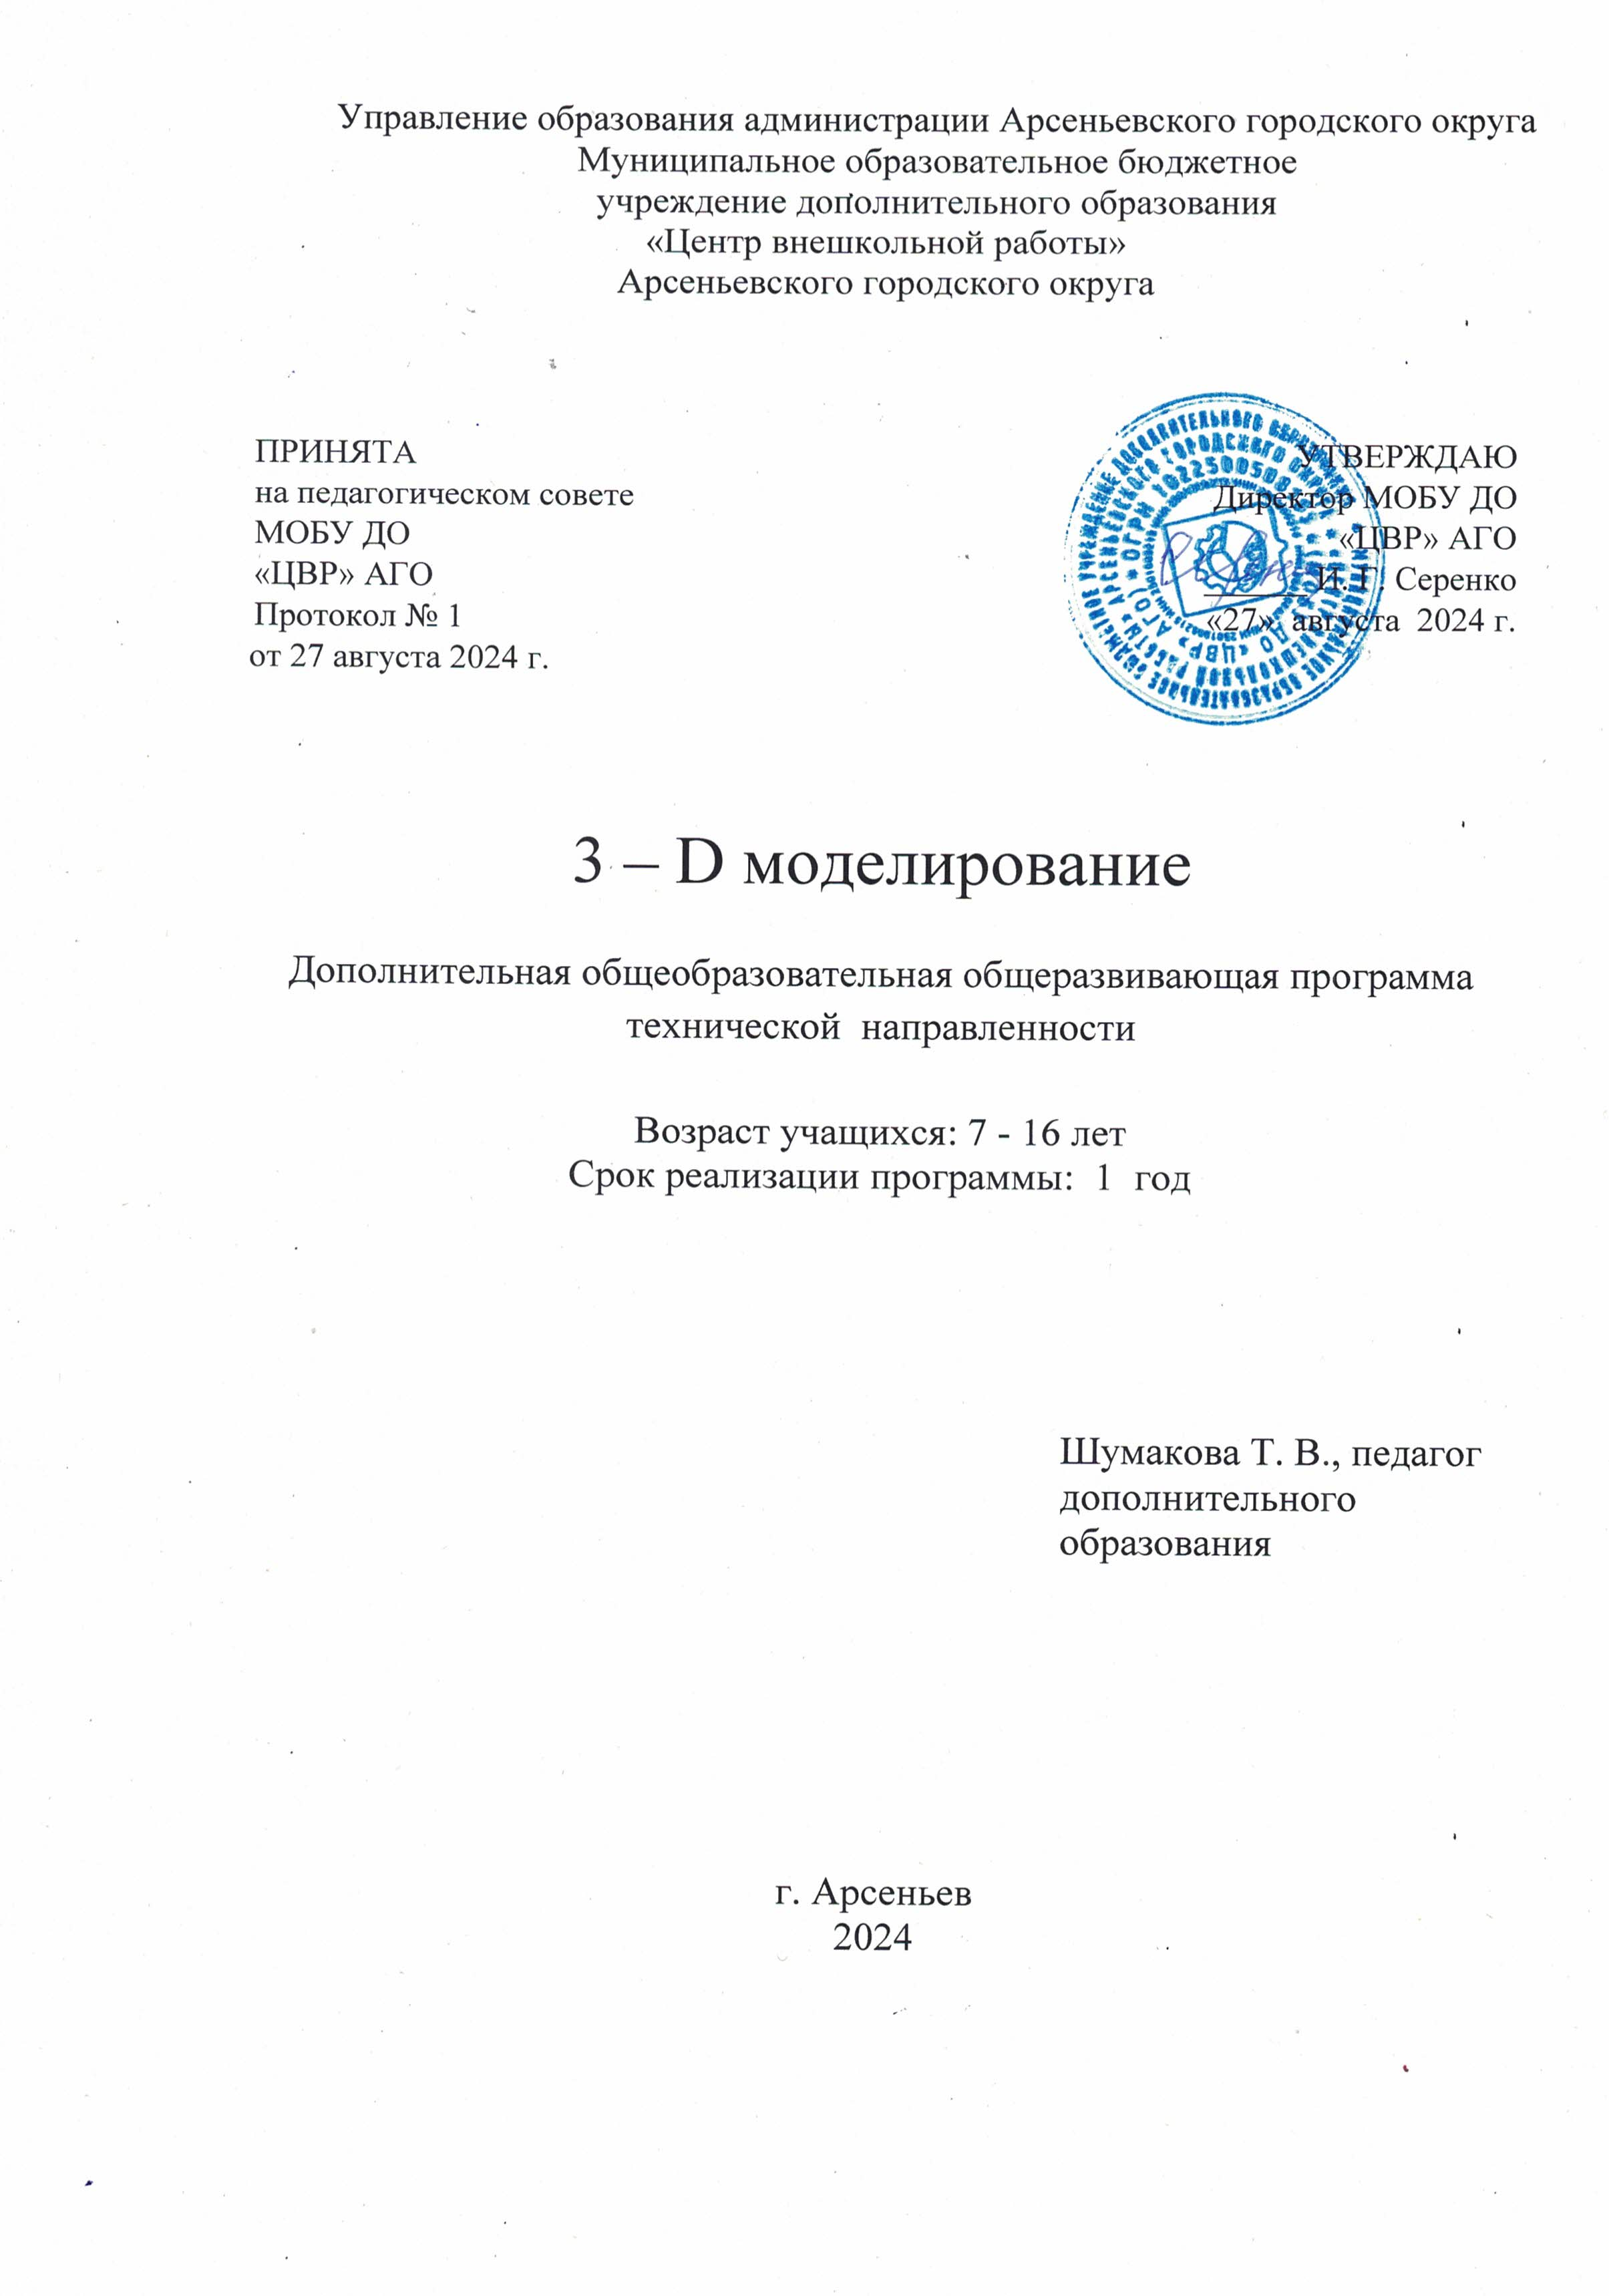 Управление образования администрации Арсеньевского городского округа
Муниципальное образовательное бюджетное
учреждение дополнительного образования
«Центр внешкольной работы»
Арсеньевского городского округа
ПРИНЯТА
на педагогическом совете
МОБУ ДО
«ЦВР» АГО
Протокол № 1
от 27 августа 2024 г.
УТВЕРЖДАЮ
Директор МОБУ ДО
«ЦВР» АГО
И. Г. Серенко
«27» августа 2024 г.
3 – D моделирование
Дополнительная общеобразовательная общеразвивающая программа
технической направленности
Возраст учащихся: 7 - 16 лет
Срок реализации программы: 1 год
Шумакова Т. В., педагог
дополнительного
образования
г. Арсеньев
2024